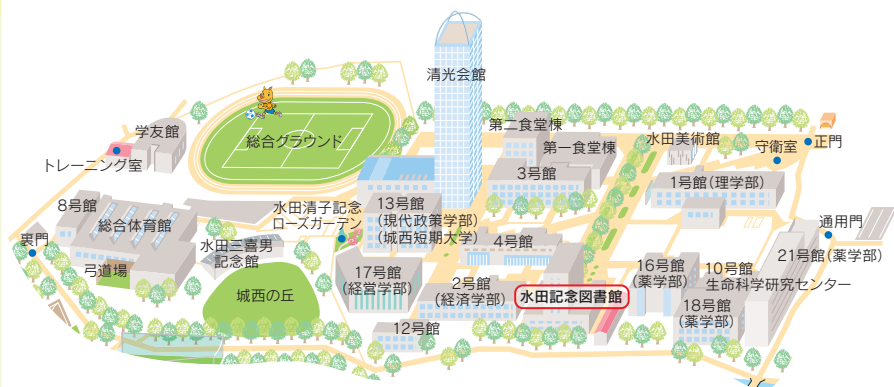 清光会館
学友館
総合グラウンド
第二食堂棟
第一食堂棟
水田美術館
守衛室
正門
トレーニング室
3号館
1号館(理学部)
8号館
総合体育館
水田清子記念
ローズガーデン
13号館
(現代政策学部)
(城西短期大学)
通用門
裏門
水田三喜男
記念館
4号館
21号館(薬学部)
弓道場
17号館
(経営学部)
2号館
(経済学部)
水田記念図書館
16号館
(薬学部)
10号館
生命科学研究センター
城西の丘
18号館
(薬学部)
12号館